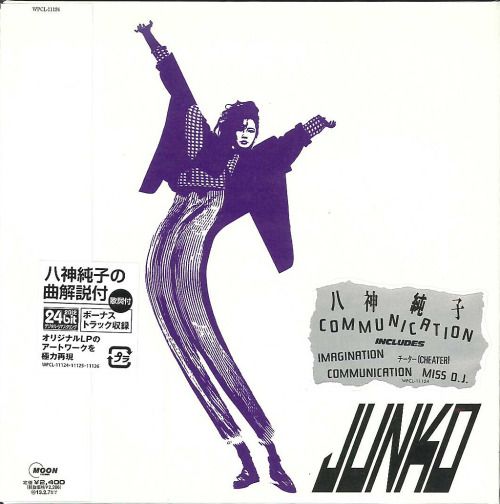 WPCL-11126
八神純子の
曲解説付
歌詞付
24bit
ボーナス
トラック収録
オリジナルLPの
アートワークを
極力再現
WPCL-11124~11125~11126
MOON
定価¥2,400
八神純子
COMMUNICATION
INCLUDES
IMAGINATION チーター(CHEATER)
COMMUNICATION MISS D.J.
WPCL-11124
JUNKO